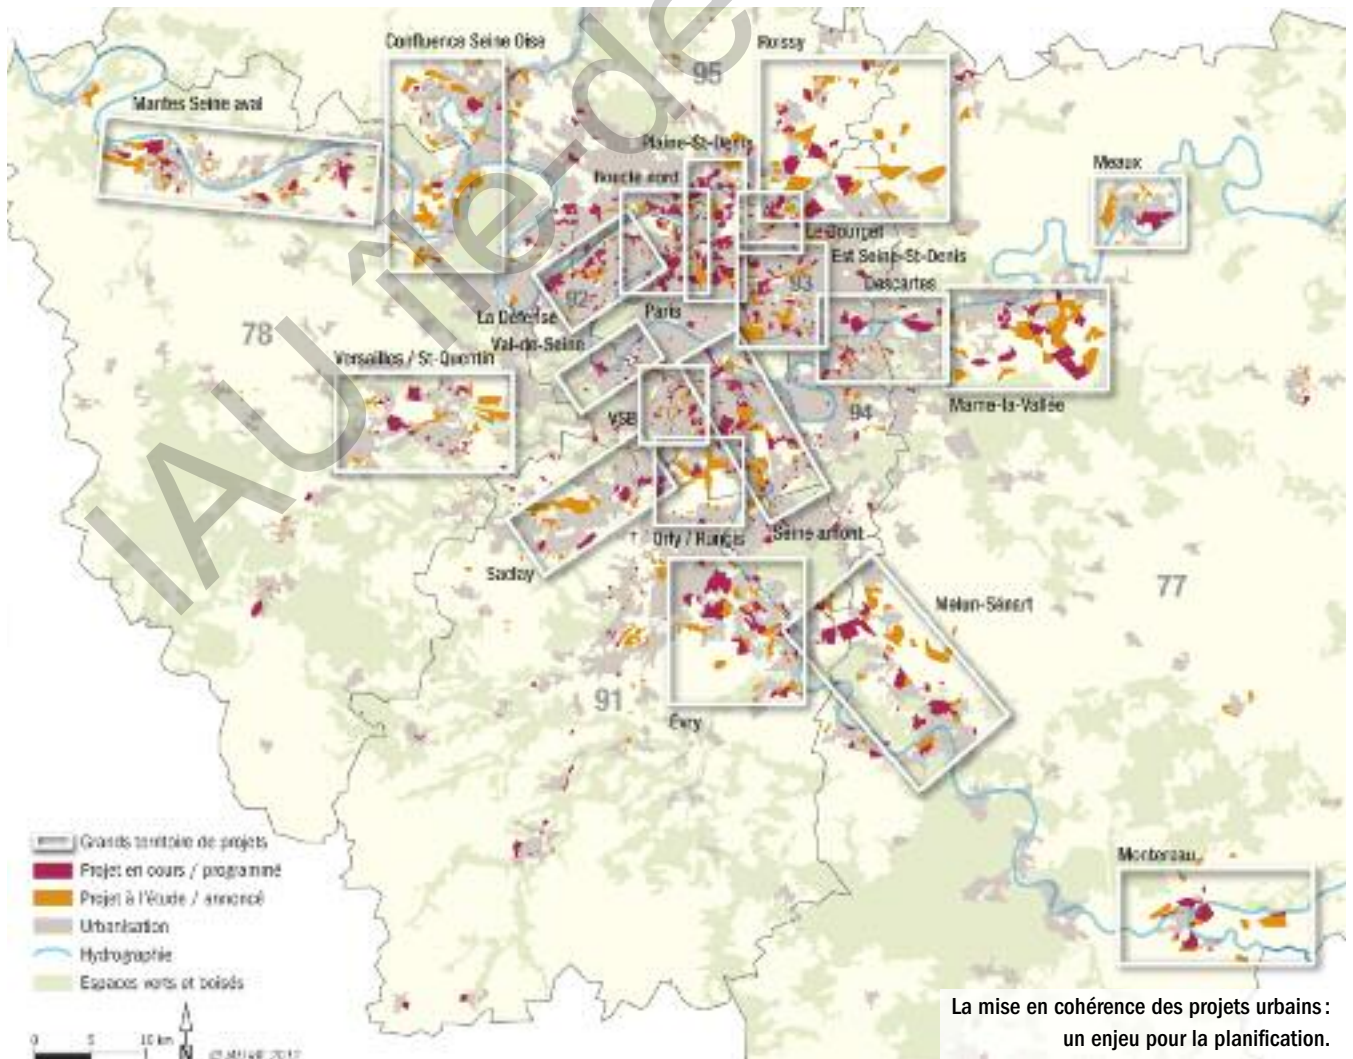 Confluence Seine Oise
Roissy
95
Mantes Seine aval
Plaine-St-Denis
Boucle nord
Meaux
Le Bourget
Est Seine-St-Denis
93
Descartes
92
La Défense
Paris
78
Val-de-Seine
Versailles / St-Quentin
Marne-la-Vallée
94
VSB
Orly / Rungis
Seine amont
Saclay
77
Melun-Sénart
91
Évry
Montereau
Grands territoire de projets
Projet en cours / programmé
Projet à l'étude / annoncé
Urbanisation
Hydrographie
Espaces verts et boisés
0 5 10 km
N
La mise en cohérence des projets urbains :
un enjeu pour la planification.
IAU île-de